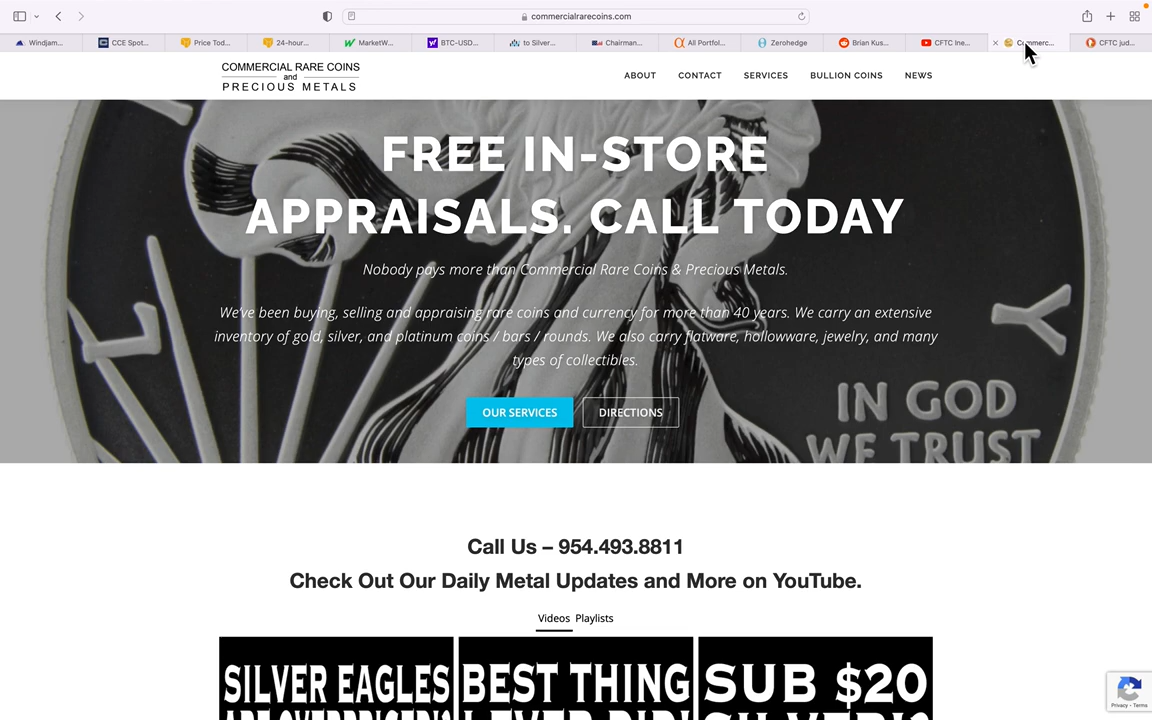 commercialrarecoins.com
Windjam...
CCE Spot...
Price Tod...
24-hour...
MarketW...
BTC-USD...
to Silver...
Chairman...
All Portfol...
Zerohedge
Brian Kus...
CFTC Ine...
Commerc...
CFTC jud...
COMMERCIAL RARE COINS
and
PRECIOUS METALS
ABOUT
CONTACT
SERVICES
BULLION COINS
NEWS
FREE IN-STORE
APPRAISALS. CALL TODAY
Nobody pays more than Commercial Rare Coins & Precious Metals.
We've been buying, selling and appraising rare coins and currency for more than 40 years. We carry an extensive
inventory of gold, silver, and platinum coins / bars / rounds. We also carry flatware, hollowware, jewelry, and many
types of collectibles.
OUR SERVICES
DIRECTIONS
L
Y
IN GOD
WE TRUST
Call Us – 954.493.8811
Check Out Our Daily Metal Updates and More on YouTube.
Videos Playlists
SILVER EAGLES
BEST THING
SUB $20
Privacy - Terms